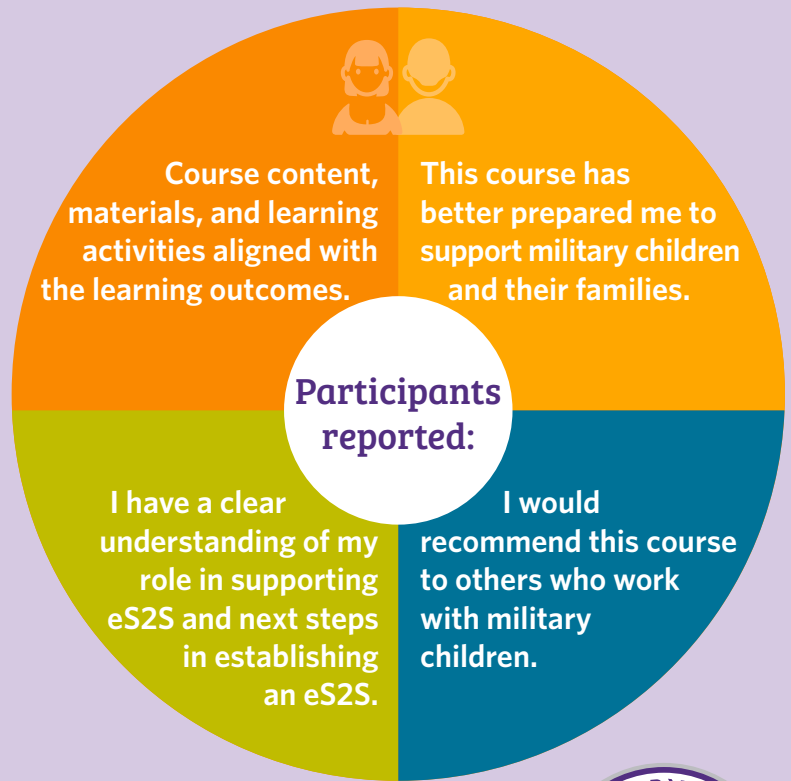 Course content,
materials, and learning
activities aligned with
the learning outcomes.
This course has
better prepared me to
support military children
and their families.
Participants
reported:
I have a clear
understanding of my
role in supporting
eS2S and next steps
in establishing
an eS2S.
I would
recommend this course
to others who work
with military
children.